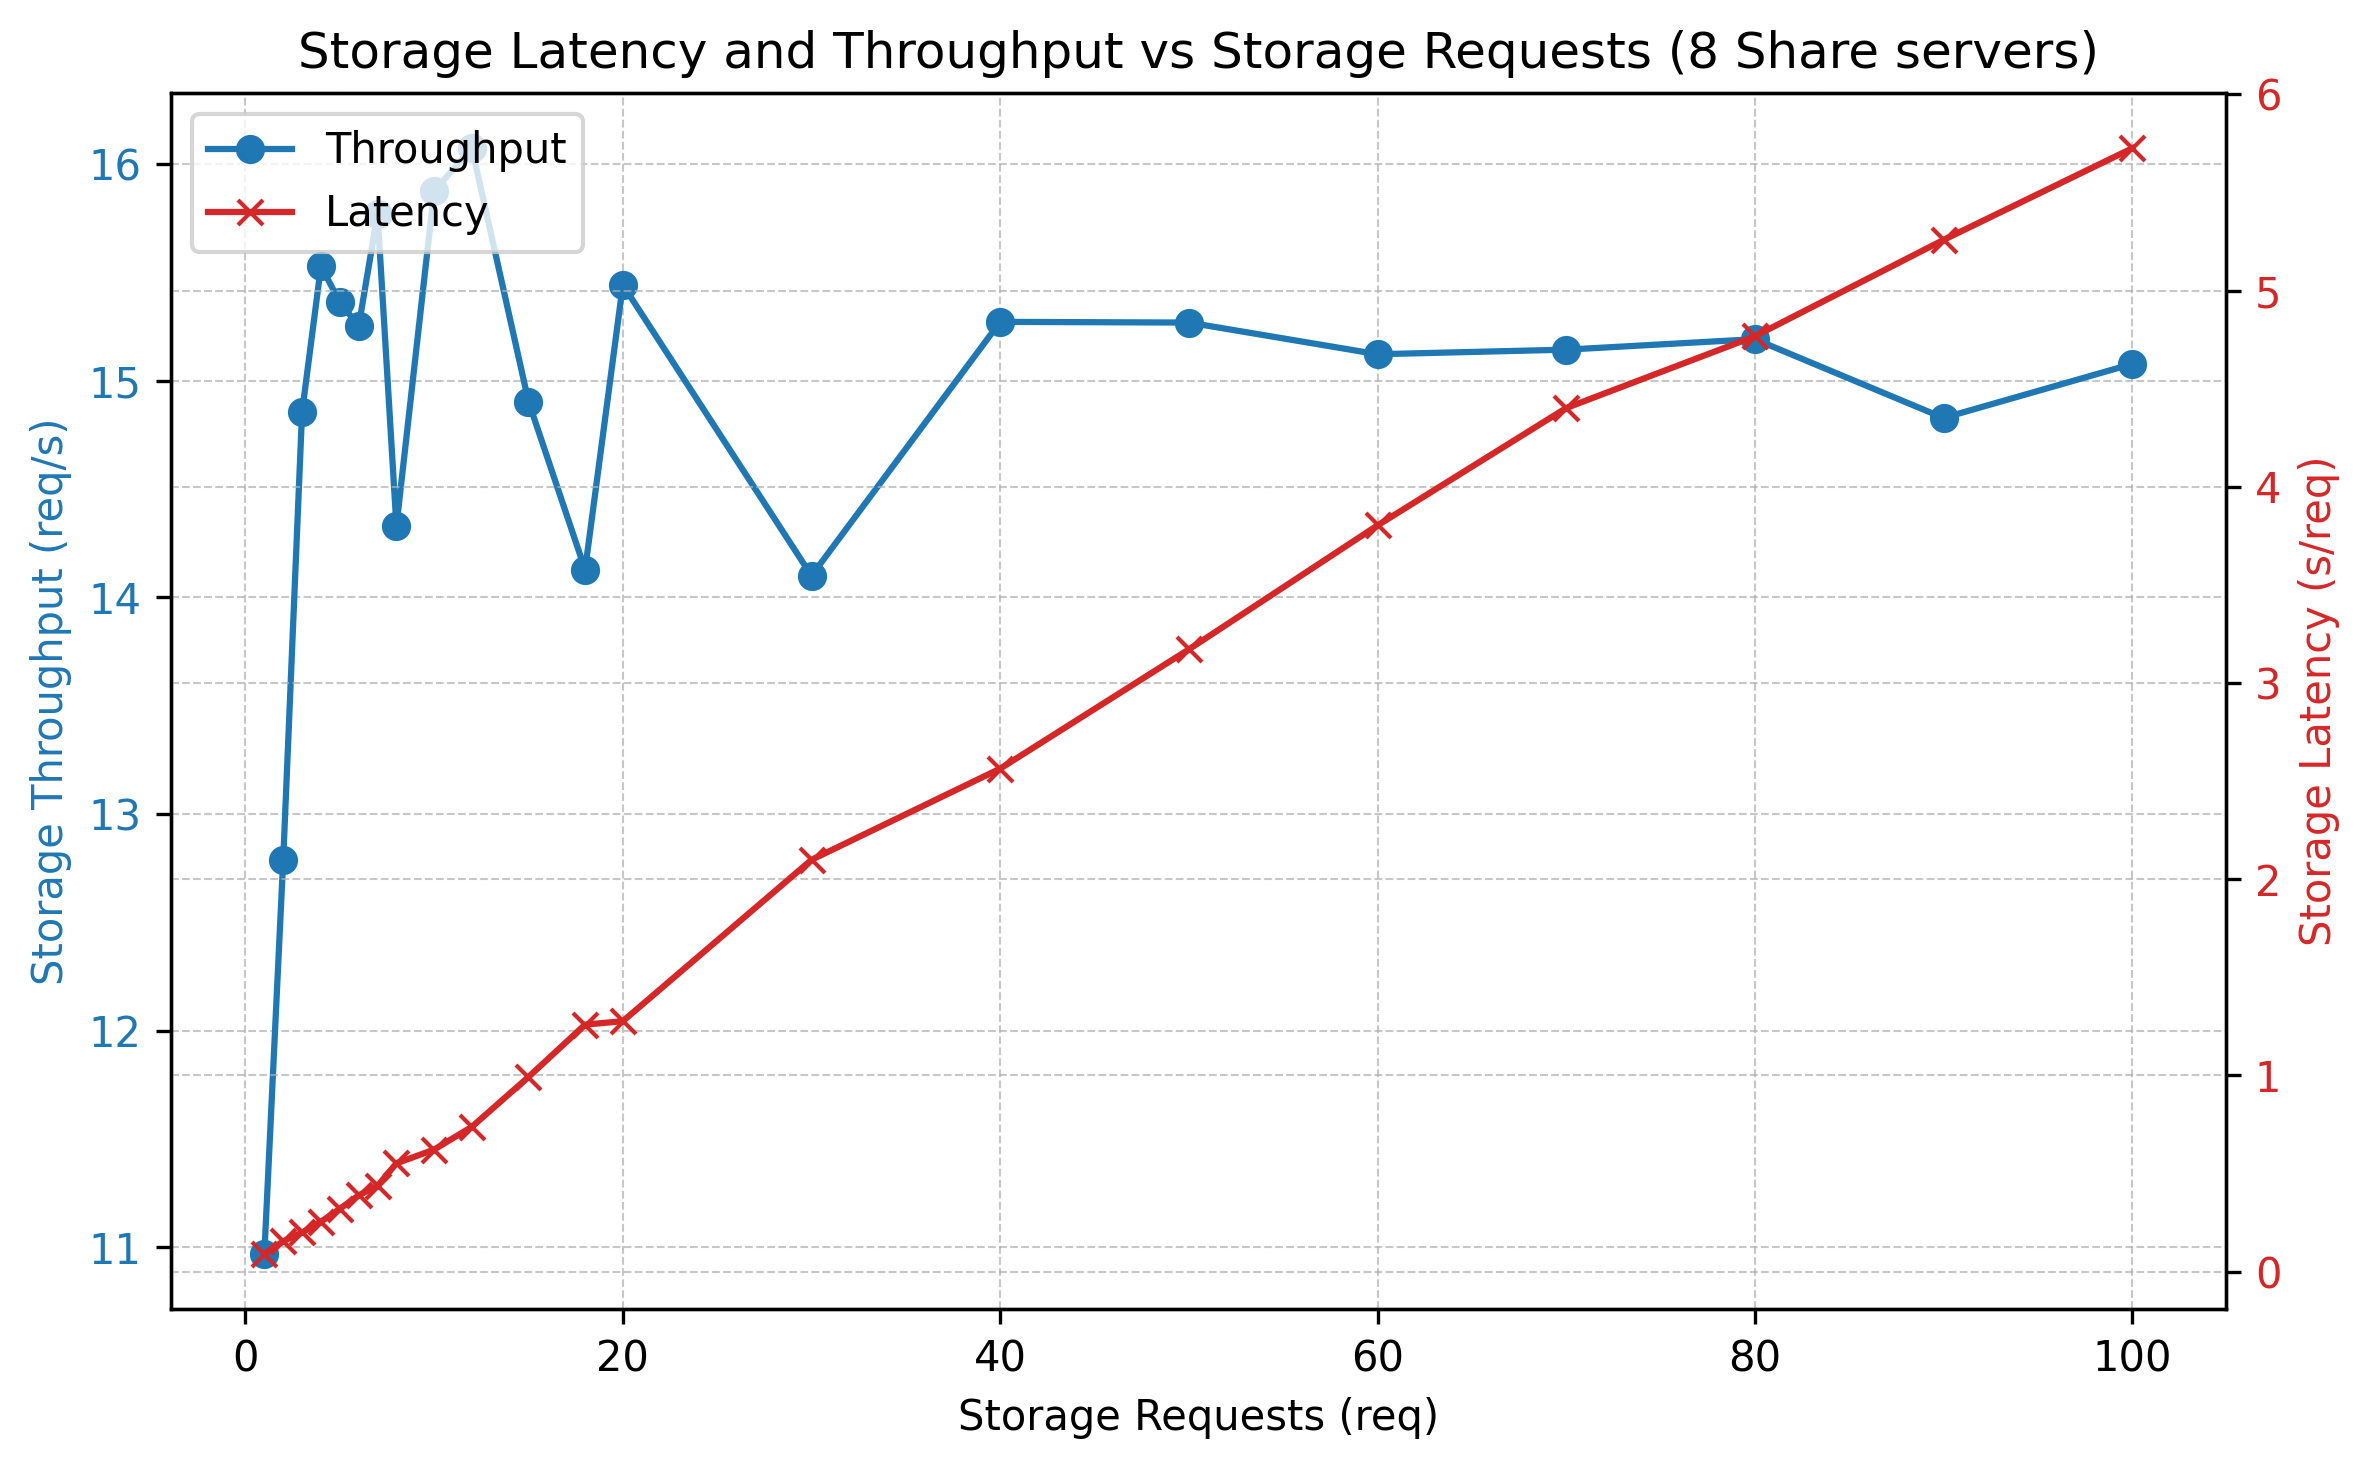 Storage Latency and Throughput vs Storage Requests (8 Share servers)
Throughput
Latency
16
15
14
13
12
11
Storage Throughput (req/s)
6
5
4
3
2
1
0
Storage Latency (s/req)
0 20 40 60 80 100
Storage Requests (req)